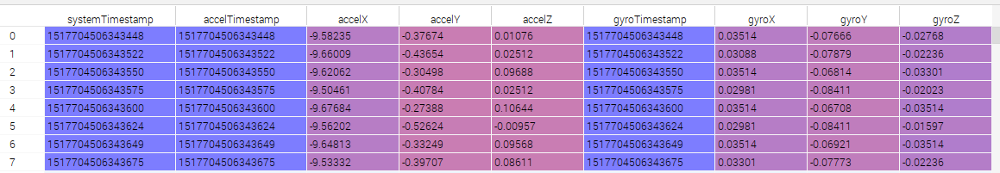 systemTimestamp accelTimestamp accelX accelY accelZ gyroTimestamp gyroX gyroY gyroZ
0 1517704506343448 1517704506343448 -9.58235 -0.37674 0.01076 1517704506343448 0.03514 -0.07666 -0.02768
1 1517704506343522 1517704506343522 -9.66009 -0.43654 0.02512 1517704506343522 0.03088 -0.07879 -0.02236
2 1517704506343550 1517704506343550 -9.62062 -0.30498 0.09688 1517704506343550 0.03514 -0.06814 -0.03301
3 1517704506343575 1517704506343575 -9.50461 -0.40784 0.02512 1517704506343575 0.02981 -0.08411 -0.02023
4 1517704506343600 1517704506343600 -9.67684 -0.27388 0.10644 1517704506343600 0.03514 -0.06708 -0.03514
5 1517704506343624 1517704506343624 -9.56202 -0.52624 -0.00957 1517704506343624 0.02981 -0.08411 -0.01597
6 1517704506343649 1517704506343649 -9.64813 -0.33249 0.09568 1517704506343649 0.03514 -0.06921 -0.03514
7 1517704506343675 1517704506343675 -9.53332 -0.39707 0.08611 1517704506343675 0.03301 -0.07773 -0.02236